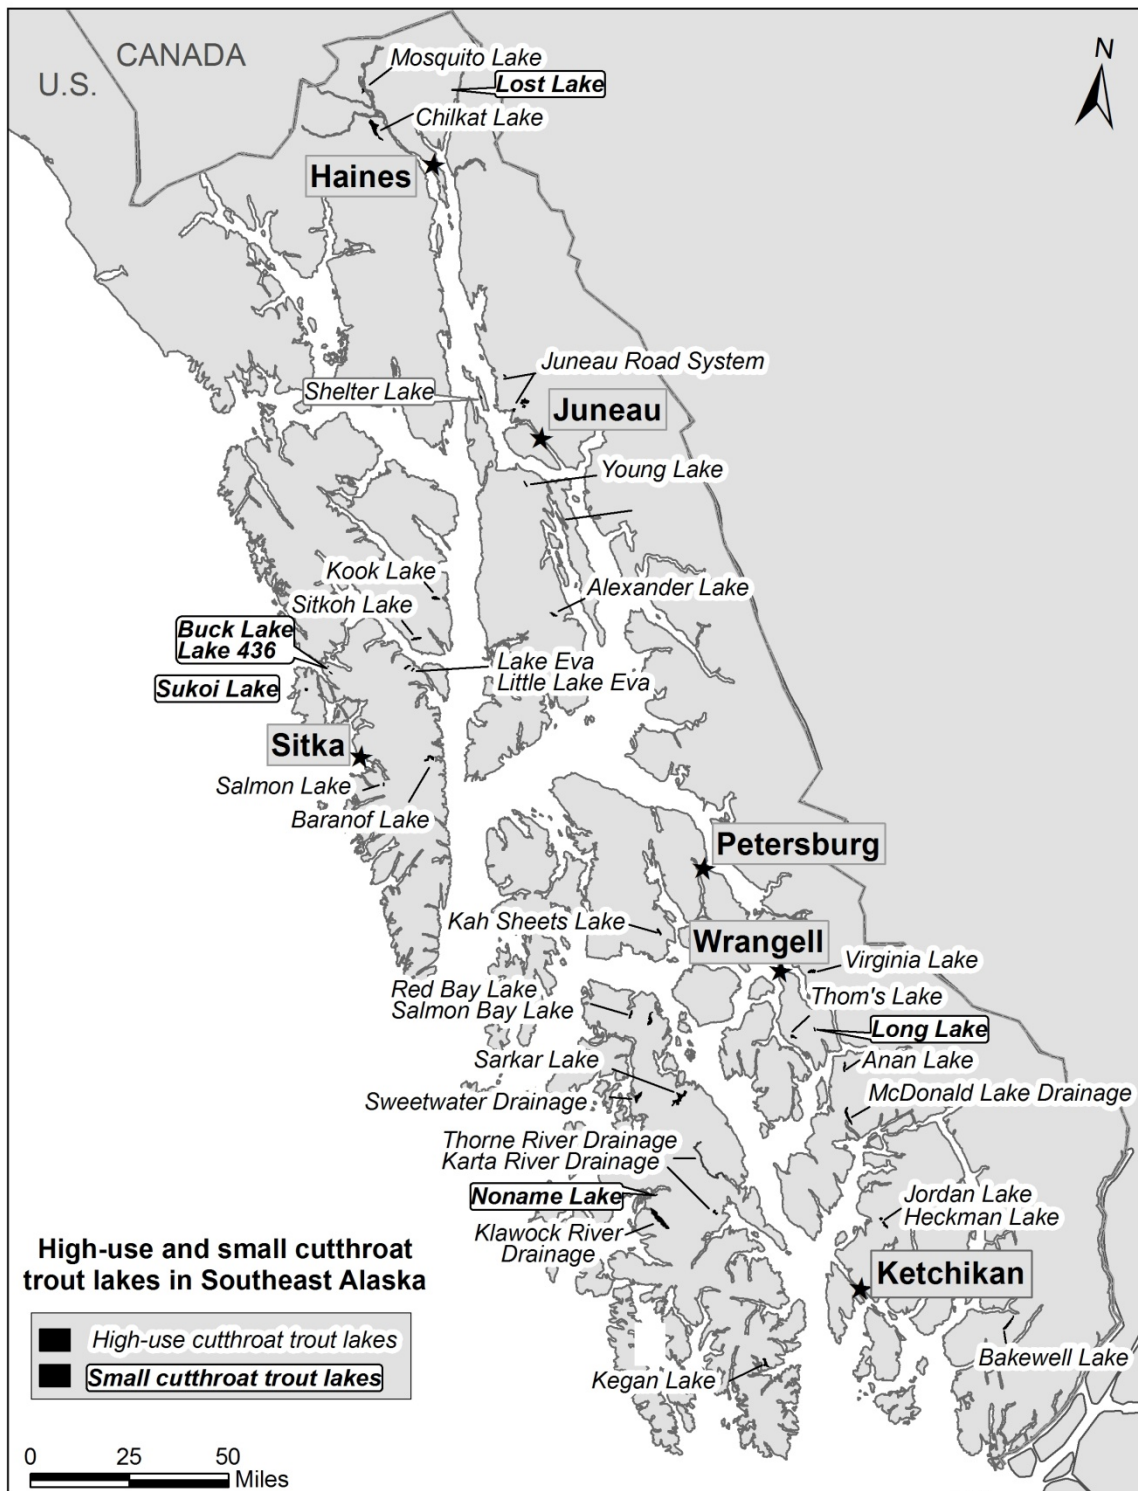 CANADA
U.S.
N
Mosquito Lake
Lost Lake
Chilkat Lake
Haines
Juneau Road System
Shelter Lake
Juneau
Young Lake
Kook Lake
Alexander Lake
Sitkoh Lake
Buck Lake
Lake 436
Lake Eva
Little Lake Eva
Sukoi Lake
Sitka
Salmon Lake
Baranof Lake
Petersburg
Kah Sheets Lake
Wrangell
Virginia Lake
Red Bay Lake
Salmon Bay Lake
Thom's Lake
Long Lake
Sarkar Lake
Anan Lake
Sweetwater Drainage
McDonald Lake Drainage
Thorne River Drainage
Karta River Drainage
Noname Lake
Jordan Lake
Heckman Lake
Klawock River
Drainage
Ketchikan
Bakewell Lake
Kegan Lake
High-use and small cutthroat
trout lakes in Southeast Alaska
High-use cutthroat trout lakes
Small cutthroat trout lakes
0 25 50
Miles